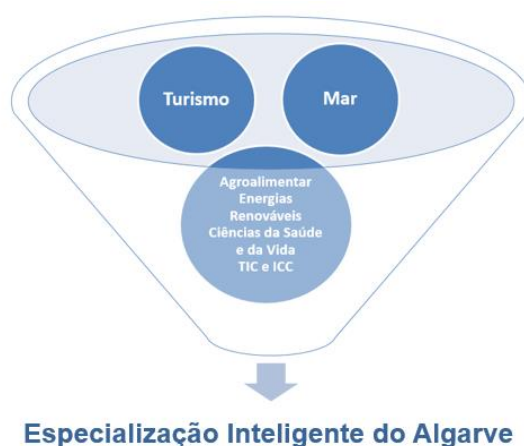 Turismo
Mar
Agroalimentar
Energias
Renováveis
Ciências da Saúde
e da Vida
TIC e ICC
Especialização Inteligente do Algarve